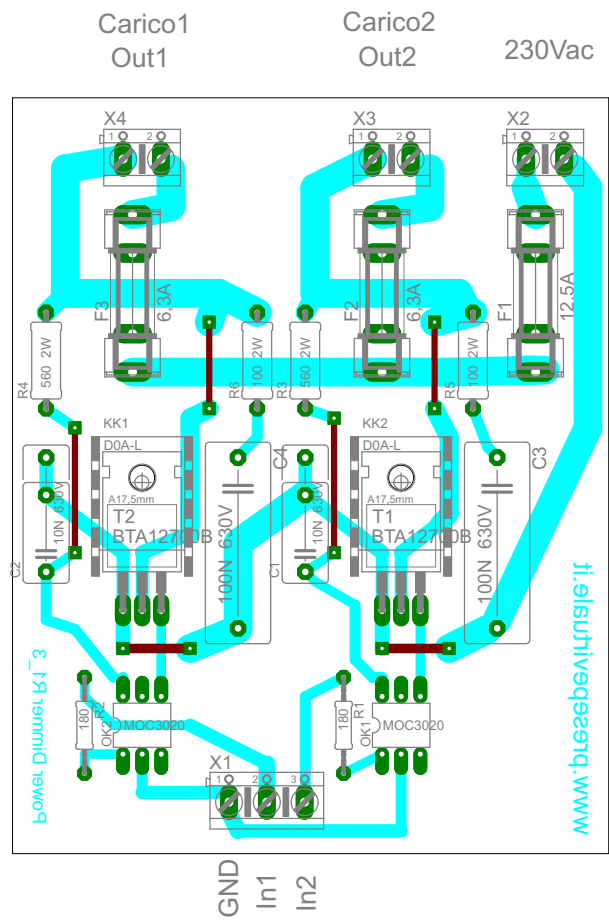 Carico1
Out1
Carico2
Out2
230Vac
X4
1 2
X3
1 2
X2
1 2
F3
6,3A
F2
6,3A
F1
12.5A
R4
560 2W
R6
100 2W
R3
560 2W
R5
100 2W
KK1
D0A-L
A17,5mm
T2
BTA12700B
KK2
D0A-L
A17,5mm
T1
BTA12700B
C2
10N 630V
C4
100N 630V
C1
10N 630V
C3
100N 630V
180
R2
OK2
MOC3020
180
R1
OK1
MOC3020
X1
1 2 3
Power Dimmer R1_3
www.presepevirtuale.it
GND
In1
In2